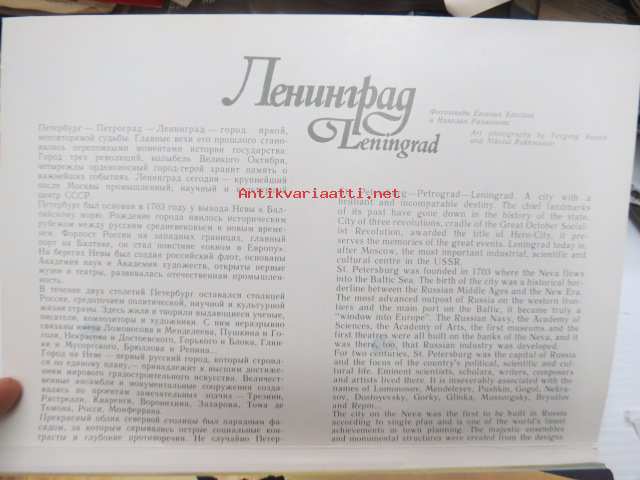 Ленинград
Leningrad
Фотоэтюды Евгения
и Николая Рахманова
Art photography by Yevgeny
and Nikolai Rakhmanov
Antikvariaatti.net
Петербург — Петроград — Ленинград — город яркой,
неповторимой судьбы. Главные вехи его прошлого стано-
вились переломными моментами истории государства.
Город трех революций, колыбель Великого Октября,
четырежды орденоносный город-герой хранит память о
важнейших событиях. Ленинград сегодня — крупнейший
после Москвы промышленный, научный и культурный
центр СССР.
Петербург был основан в 1703 году у выхода Невы к Бал-
тийскому морю. Рождение города явилось историческим
рубежом между русским средневековьем и новым време-
нем. Форпост России на западных границах, главный
порт на Балтике, он стал поистине «окном в Европу».
На берегах Невы был создан российский флот, основаны
Академия наук и Академия художеств, открыты первые
музеи и театры, развивалась отечественная промышлен-
ность.
В течение двух столетий Петербург оставался столицей
России, средоточием политической, научной и культурной
жизни страны. Здесь жили и творили выдающиеся ученые,
писатели, композиторы и художники. С ним неразрывно
связаны имена Ломоносова и Менделеева, Пушкина и Го-
голя, Некрасова и Достоевского, Горького и Блока, Глин-
ки и Мусоргского, Брюллова и Репина...
Город на Неве — первый русский город, который строил-
ся по единому плану, — принадлежит к высшим достиже-
ниям мирового градостроительного искусства. Величест-
венные ансамбли и монументальные сооружения создава-
лись по проектам замечательных зодчих — Трезини,
Растрелли, Кваренги, Воронихина, Захарова, Тома де
Томона, Росси, Монферрана.
Прекрасный облик северной столицы был парадным фа-
садом, за которым скрывались острые социальные кон-
трасты и глубокие противоречия. Не случайно Петер-
St. Petersburg—Petrograd—Leningrad. A city with a
brilliant and incomparable destiny. The chief landmarks
of its past have gone down in the history of the state.
City of three revolutions, cradle of the Great October Social-
ist Revolution, awarded the title of Hero-City, it pre-
serves the memories of the great events. Leningrad today is,
after Moscow, the most important industrial, scientific and
cultural centre in the USSR.
St. Petersburg was founded in 1703 where the Neva flows
into the Baltic Sea. The birth of the city was a historical bor-
derline between the Russian Middle Ages and the New Era.
The most advanced outpost of Russia on the western fron-
tiers and the main port on the Baltic, it became truly a
"window into Europe". The Russian Navy, the Academy of
Sciences, the Academy of Arts, the first museums and the
first theatres were all built on the banks of the Neva, and it
was there, too, that Russian industry was developed.
For two centuries, St. Petersburg was the capital of Russia
and the focus of the country's political, scientific and cul-
tural life. Eminent scientists, scholars, writers, composers
and artists lived there. It is inseverably associated with the
names of Lomonosov, Mendeleyev, Pushkin, Gogol, Nekra-
sov, Dostoyevsky, Gorky, Glinka, Mussorgsky, Bryullov
and Repin.
The city on the Neva was the first to be built in Russia
according to single plan and is one of the world's finest
achievements in town planning. The majestic ensembles
and monumental structures were created from the designs